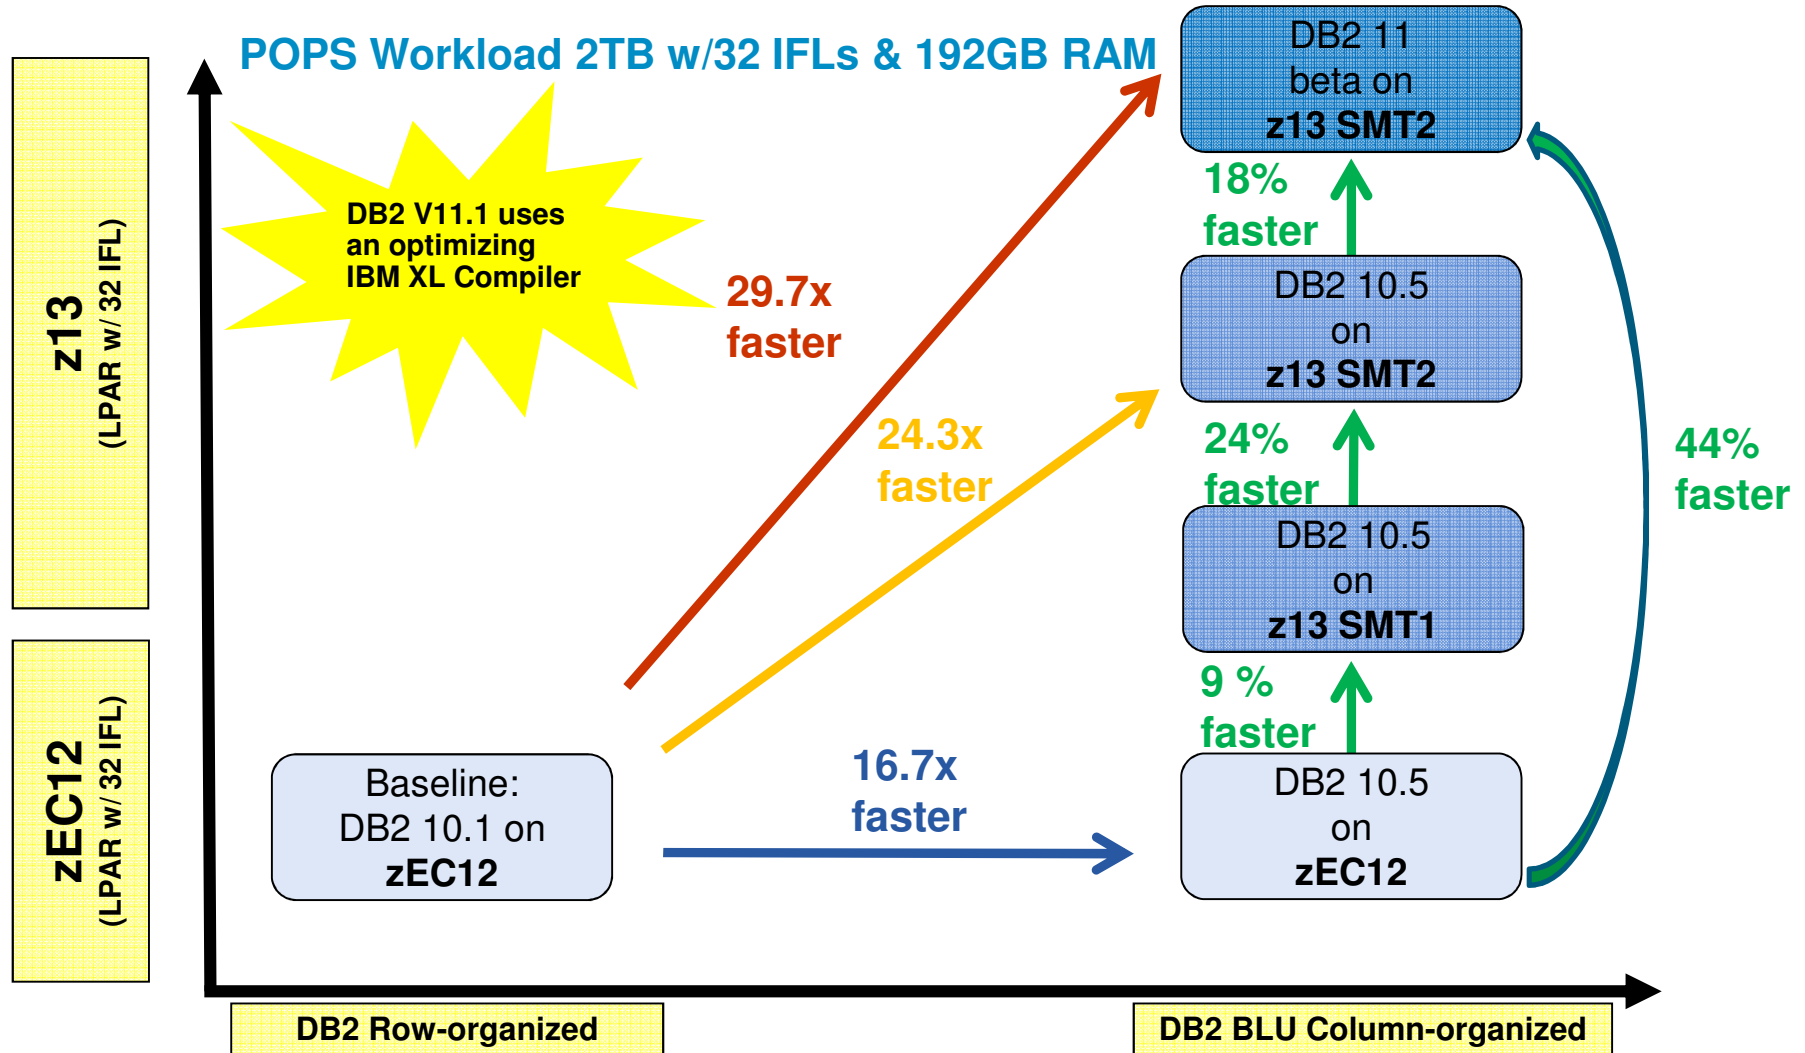 POPS Workload 2TB w/32 IFLs & 192GB RAM
DB2 11
beta on
z13 SMT2
z13
(LPAR w/ 32 IFL)
DB2 V11.1 uses
an optimizing
IBM XL Compiler
18%
faster
29.7x
faster
DB2 10.5
on
z13 SMT2
24.3x
faster
24%
faster
44%
faster
DB2 10.5
on
z13 SMT1
9 %
faster
zEC12
(LPAR w/ 32 IFL)
Baseline:
DB2 10.1 on
zEC12
16.7x
faster
DB2 10.5
on
zEC12
DB2 Row-organized
DB2 BLU Column-organized